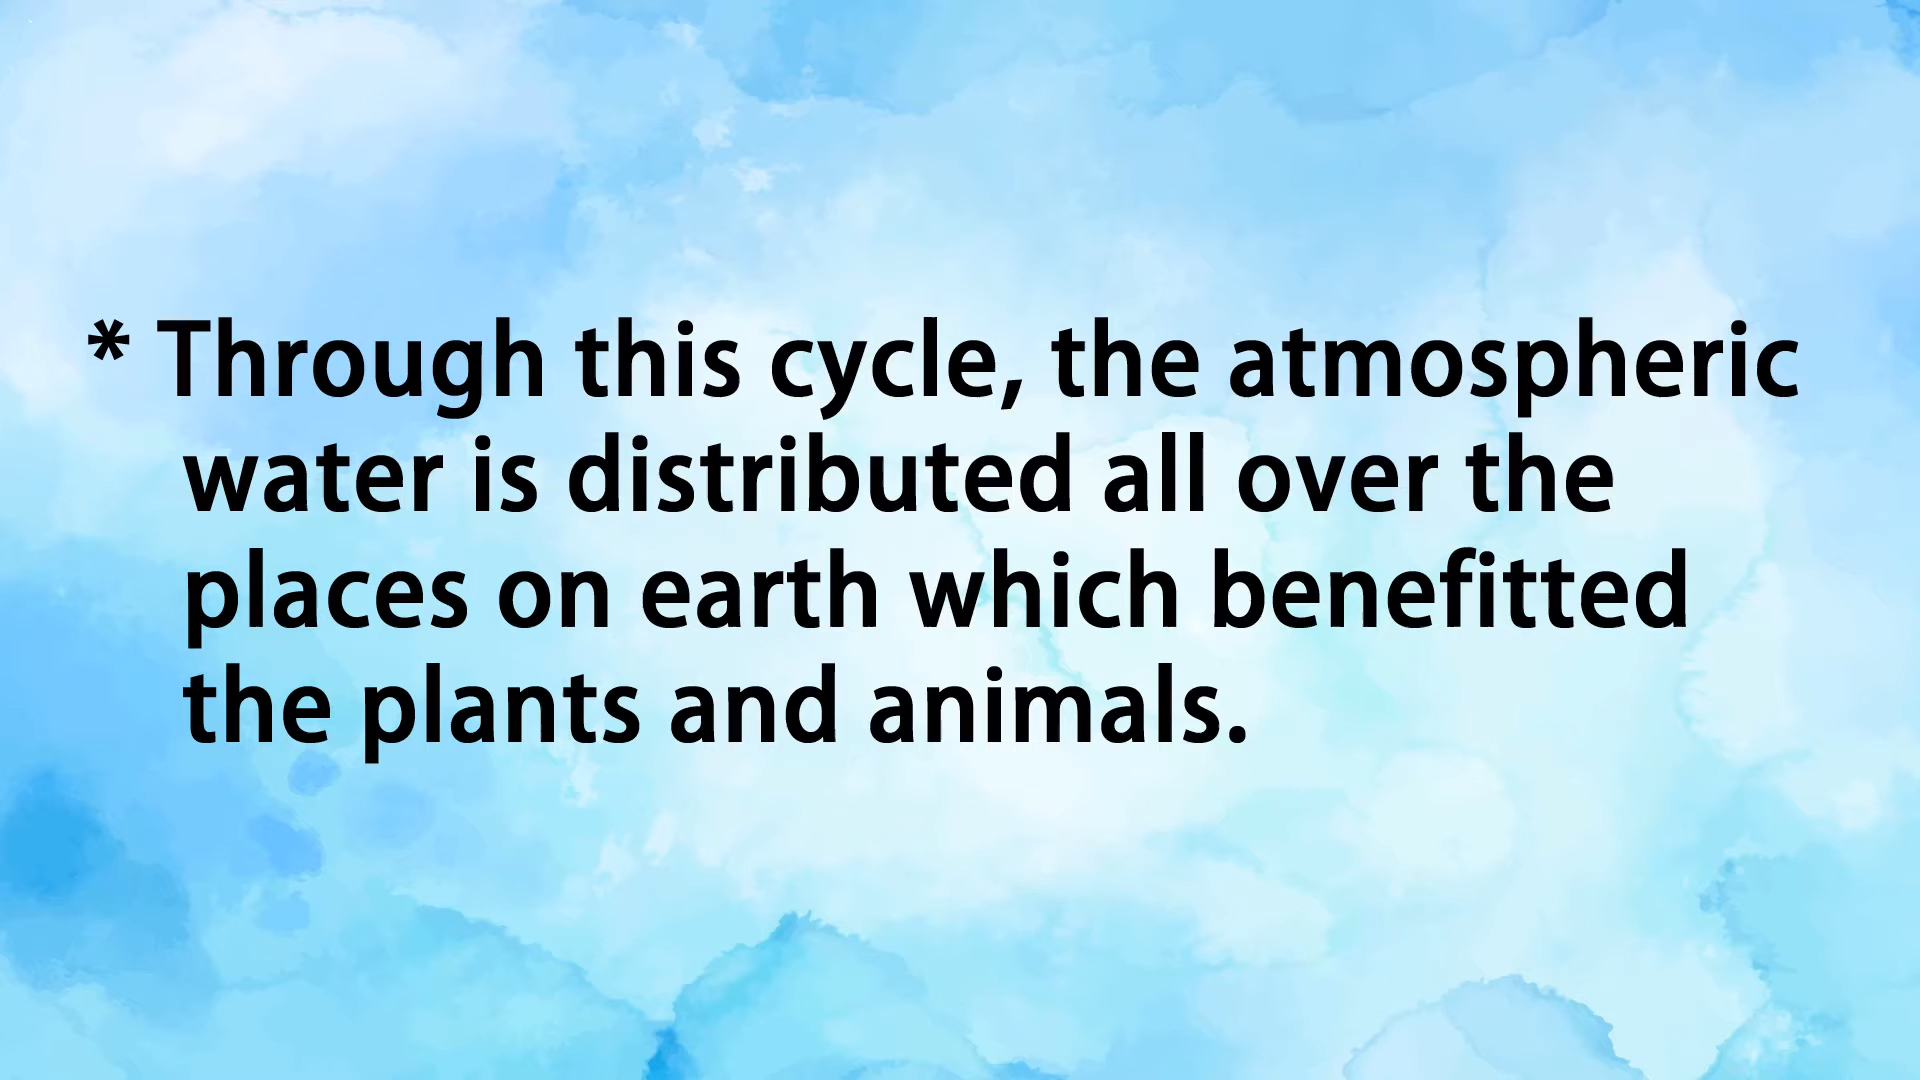 * Through this cycle, the atmospheric
water is distributed all over the
places on earth which benefitted
the plants and animals.